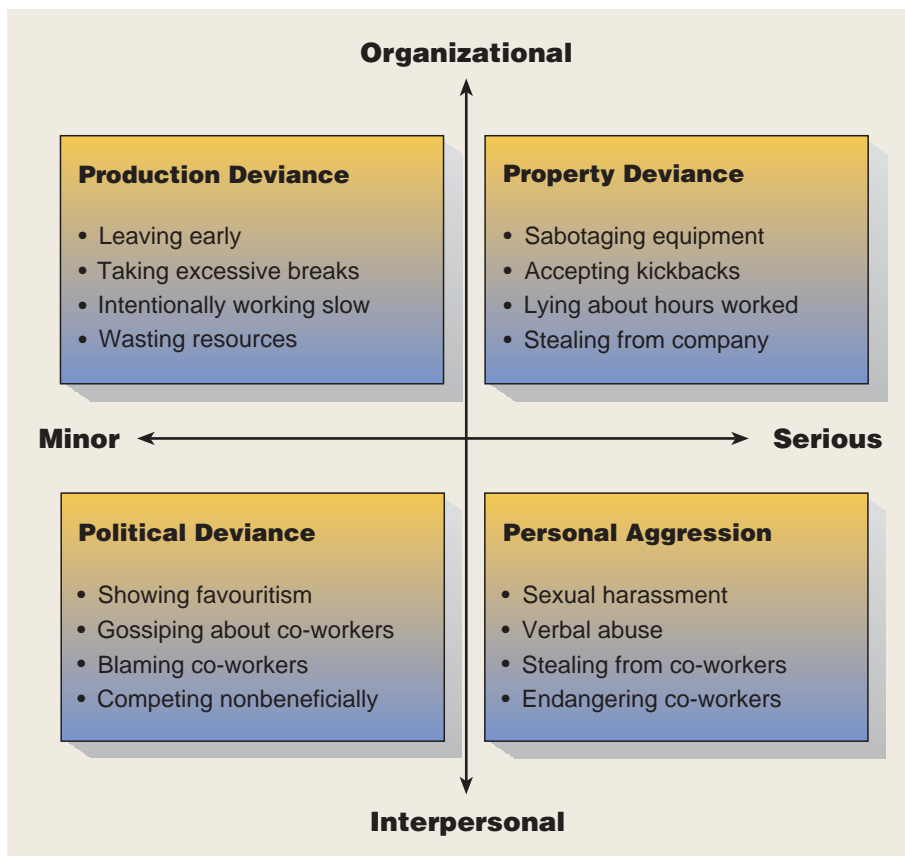 Organizational
Production Deviance
• Leaving early
• Taking excessive breaks
• Intentionally working slow
• Wasting resources
Property Deviance
• Sabotaging equipment
• Accepting kickbacks
• Lying about hours worked
• Stealing from company
Minor
Serious
Political Deviance
• Showing favouritism
• Gossiping about co-workers
• Blaming co-workers
• Competing nonbeneficially
Personal Aggression
• Sexual harassment
• Verbal abuse
• Stealing from co-workers
• Endangering co-workers
Interpersonal